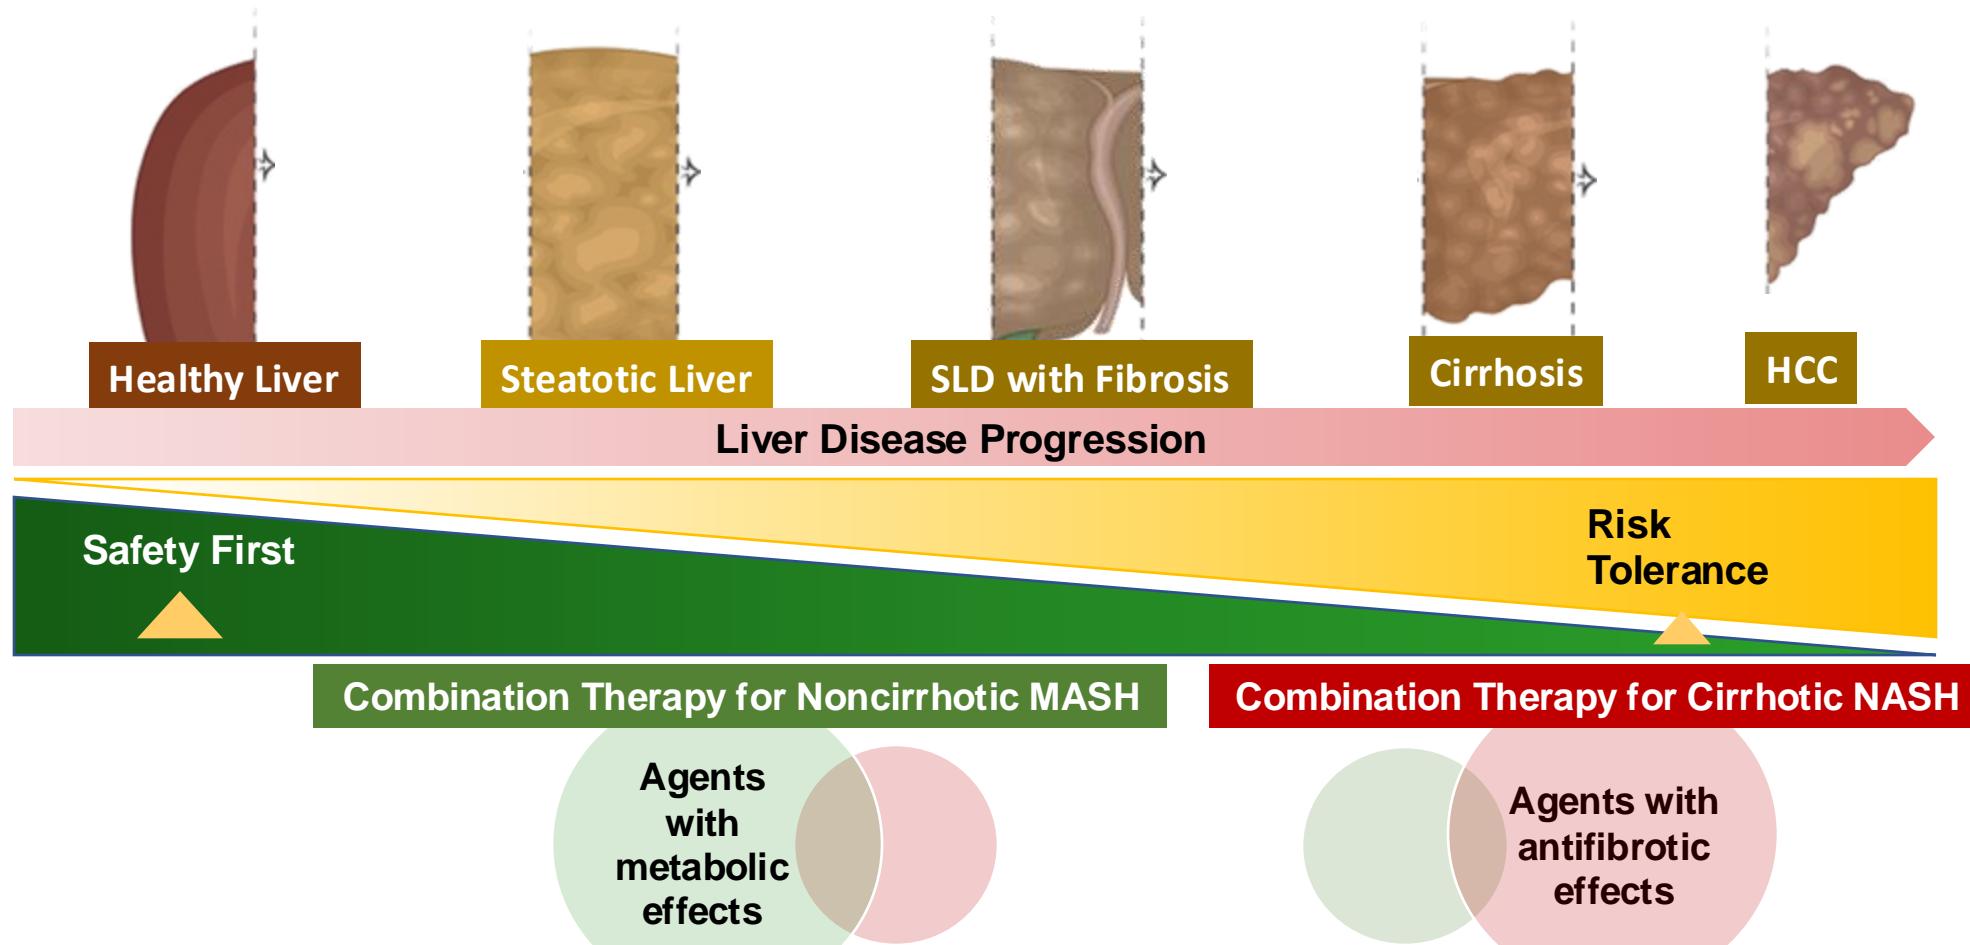 Healthy Liver
Steatotic Liver
SLD with Fibrosis
Cirrhosis
HCC
Liver Disease Progression
Safety First
Risk
Tolerance
Combination Therapy for Noncirrhotic MASH
Combination Therapy for Cirrhotic NASH
Agents
with
metabolic
effects
Agents with
antifibrotic
effects